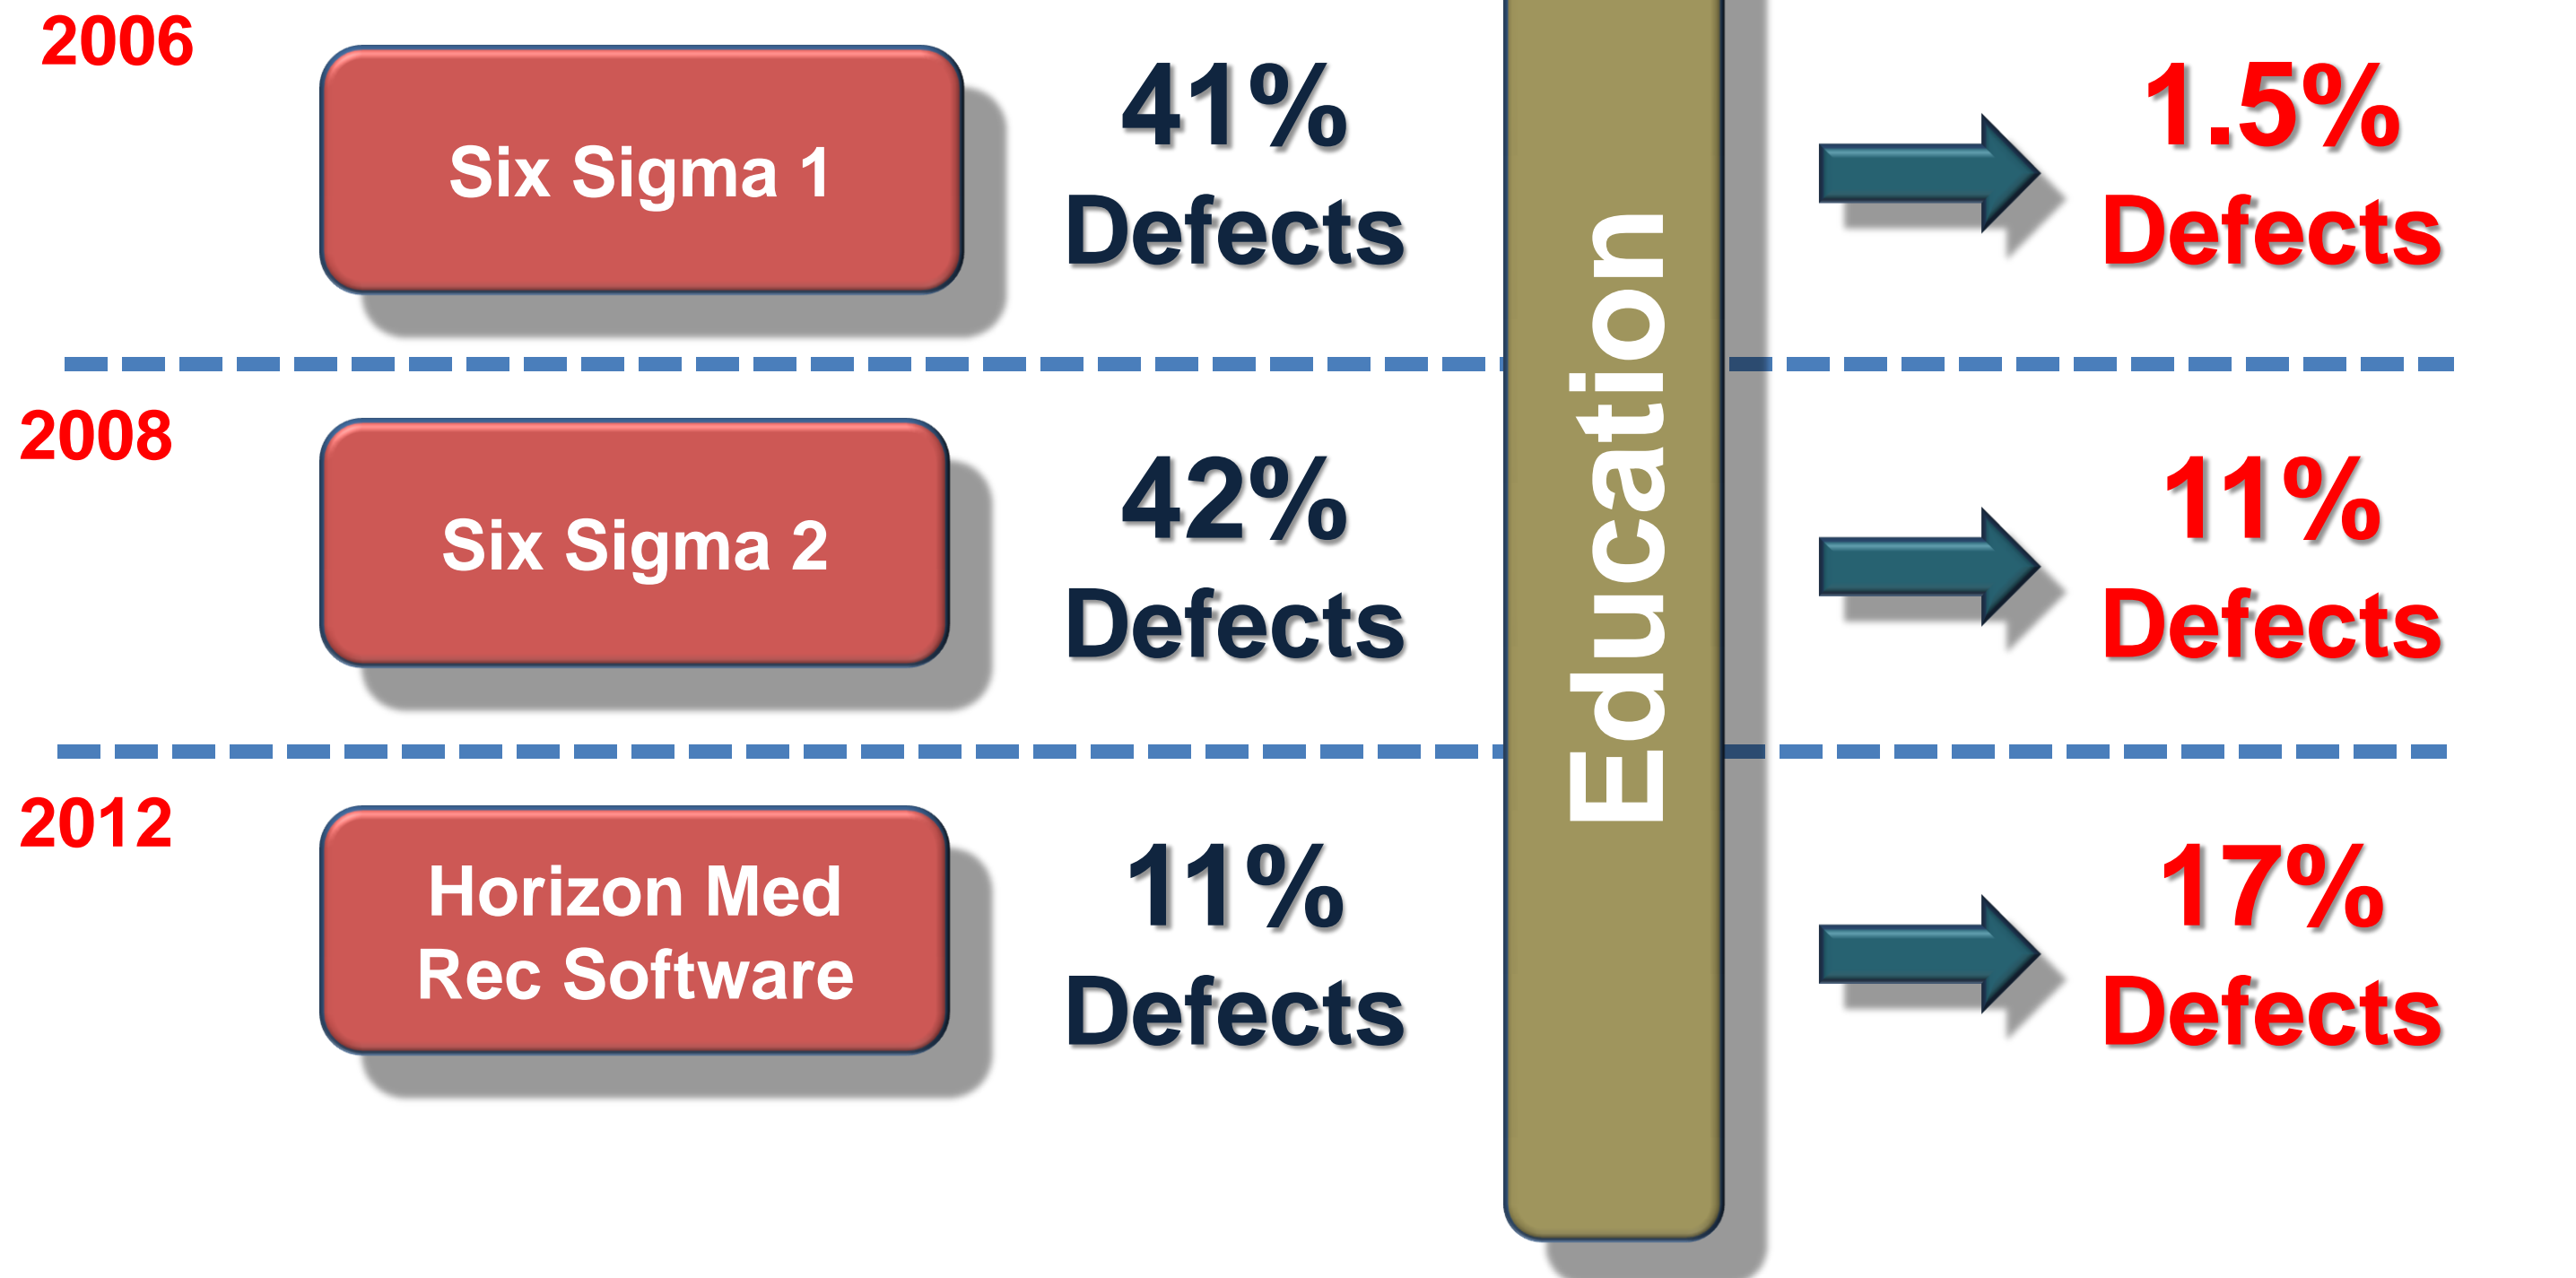 2006
Six Sigma 1
41%
Defects
1.5%
Defects
Education
2008
Six Sigma 2
42%
Defects
11%
Defects
2012
Horizon Med
Rec Software
11%
Defects
17%
Defects